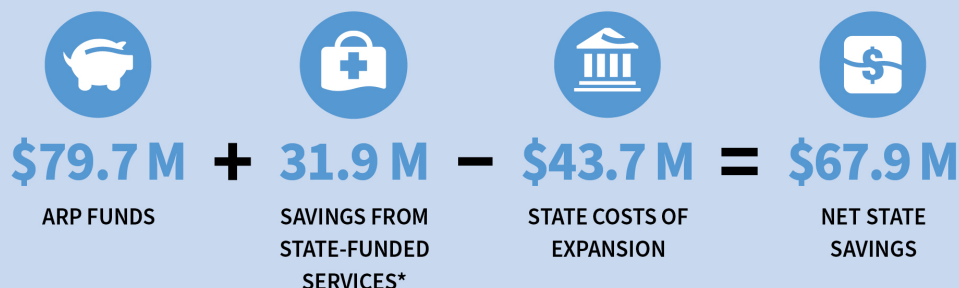 $79.7 M + 31.9 M – $43.7 M = $67.9 M
ARP FUNDS
SAVINGS FROM
STATE-FUNDED
SERVICES*
STATE COSTS OF
EXPANSION
NET STATE
SAVINGS